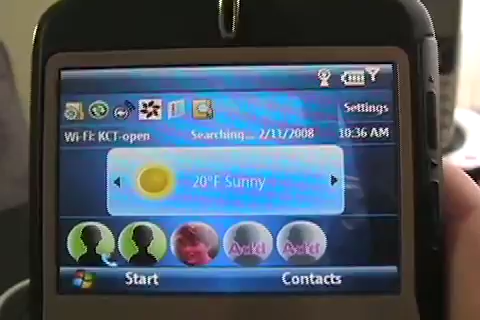 Settings
Wi-Fi: KCT-open Searching... 2/11/2008 10:36 AM
20°F Sunny
Add Add
Start Contacts